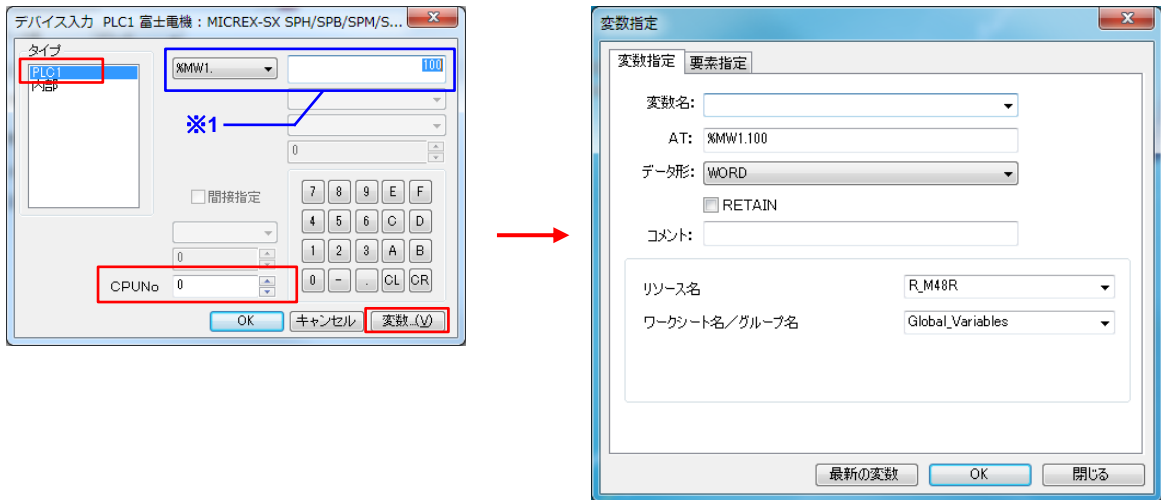 デバイス入力 PLC1 富士電機：MICREX-SX SPH/SPB/SPM/S...
タイプ
PLC1
内部
%MW1.
100
※1
0
間接指定
0
CPUNo 0
7 8 9 E F
4 5 6 C D
1 2 3 A B
0 - . CL CR
OK キャンセル 変数..(V)
変数指定
変数指定 要素指定
変数名:
AT: %MW1.100
データ形: WORD
RETAIN
コメント:
リソース名 R_M48R
ワークシート名／グループ名 Global_Variables
最新の変数 OK 閉じる